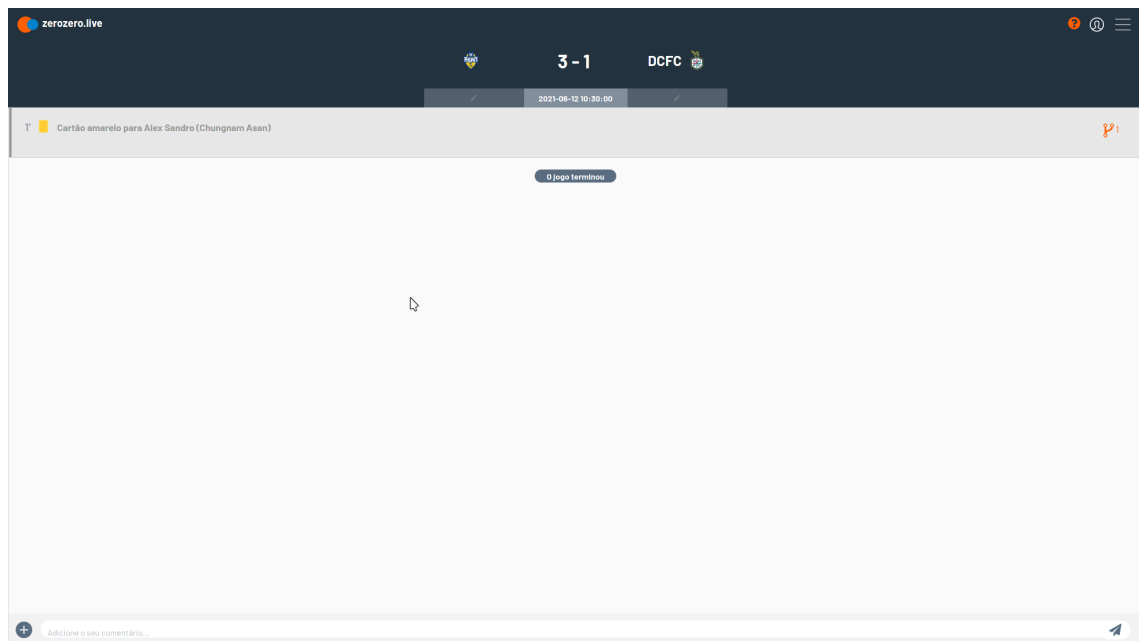 zerozero.live
?
3 - 1
DCFC
2021-06-12 10:30:00
1'
Cartão amarelo para Alex Sandro (Chungnam Asan)
1
O jogo terminou
Adicione o seu comentário...